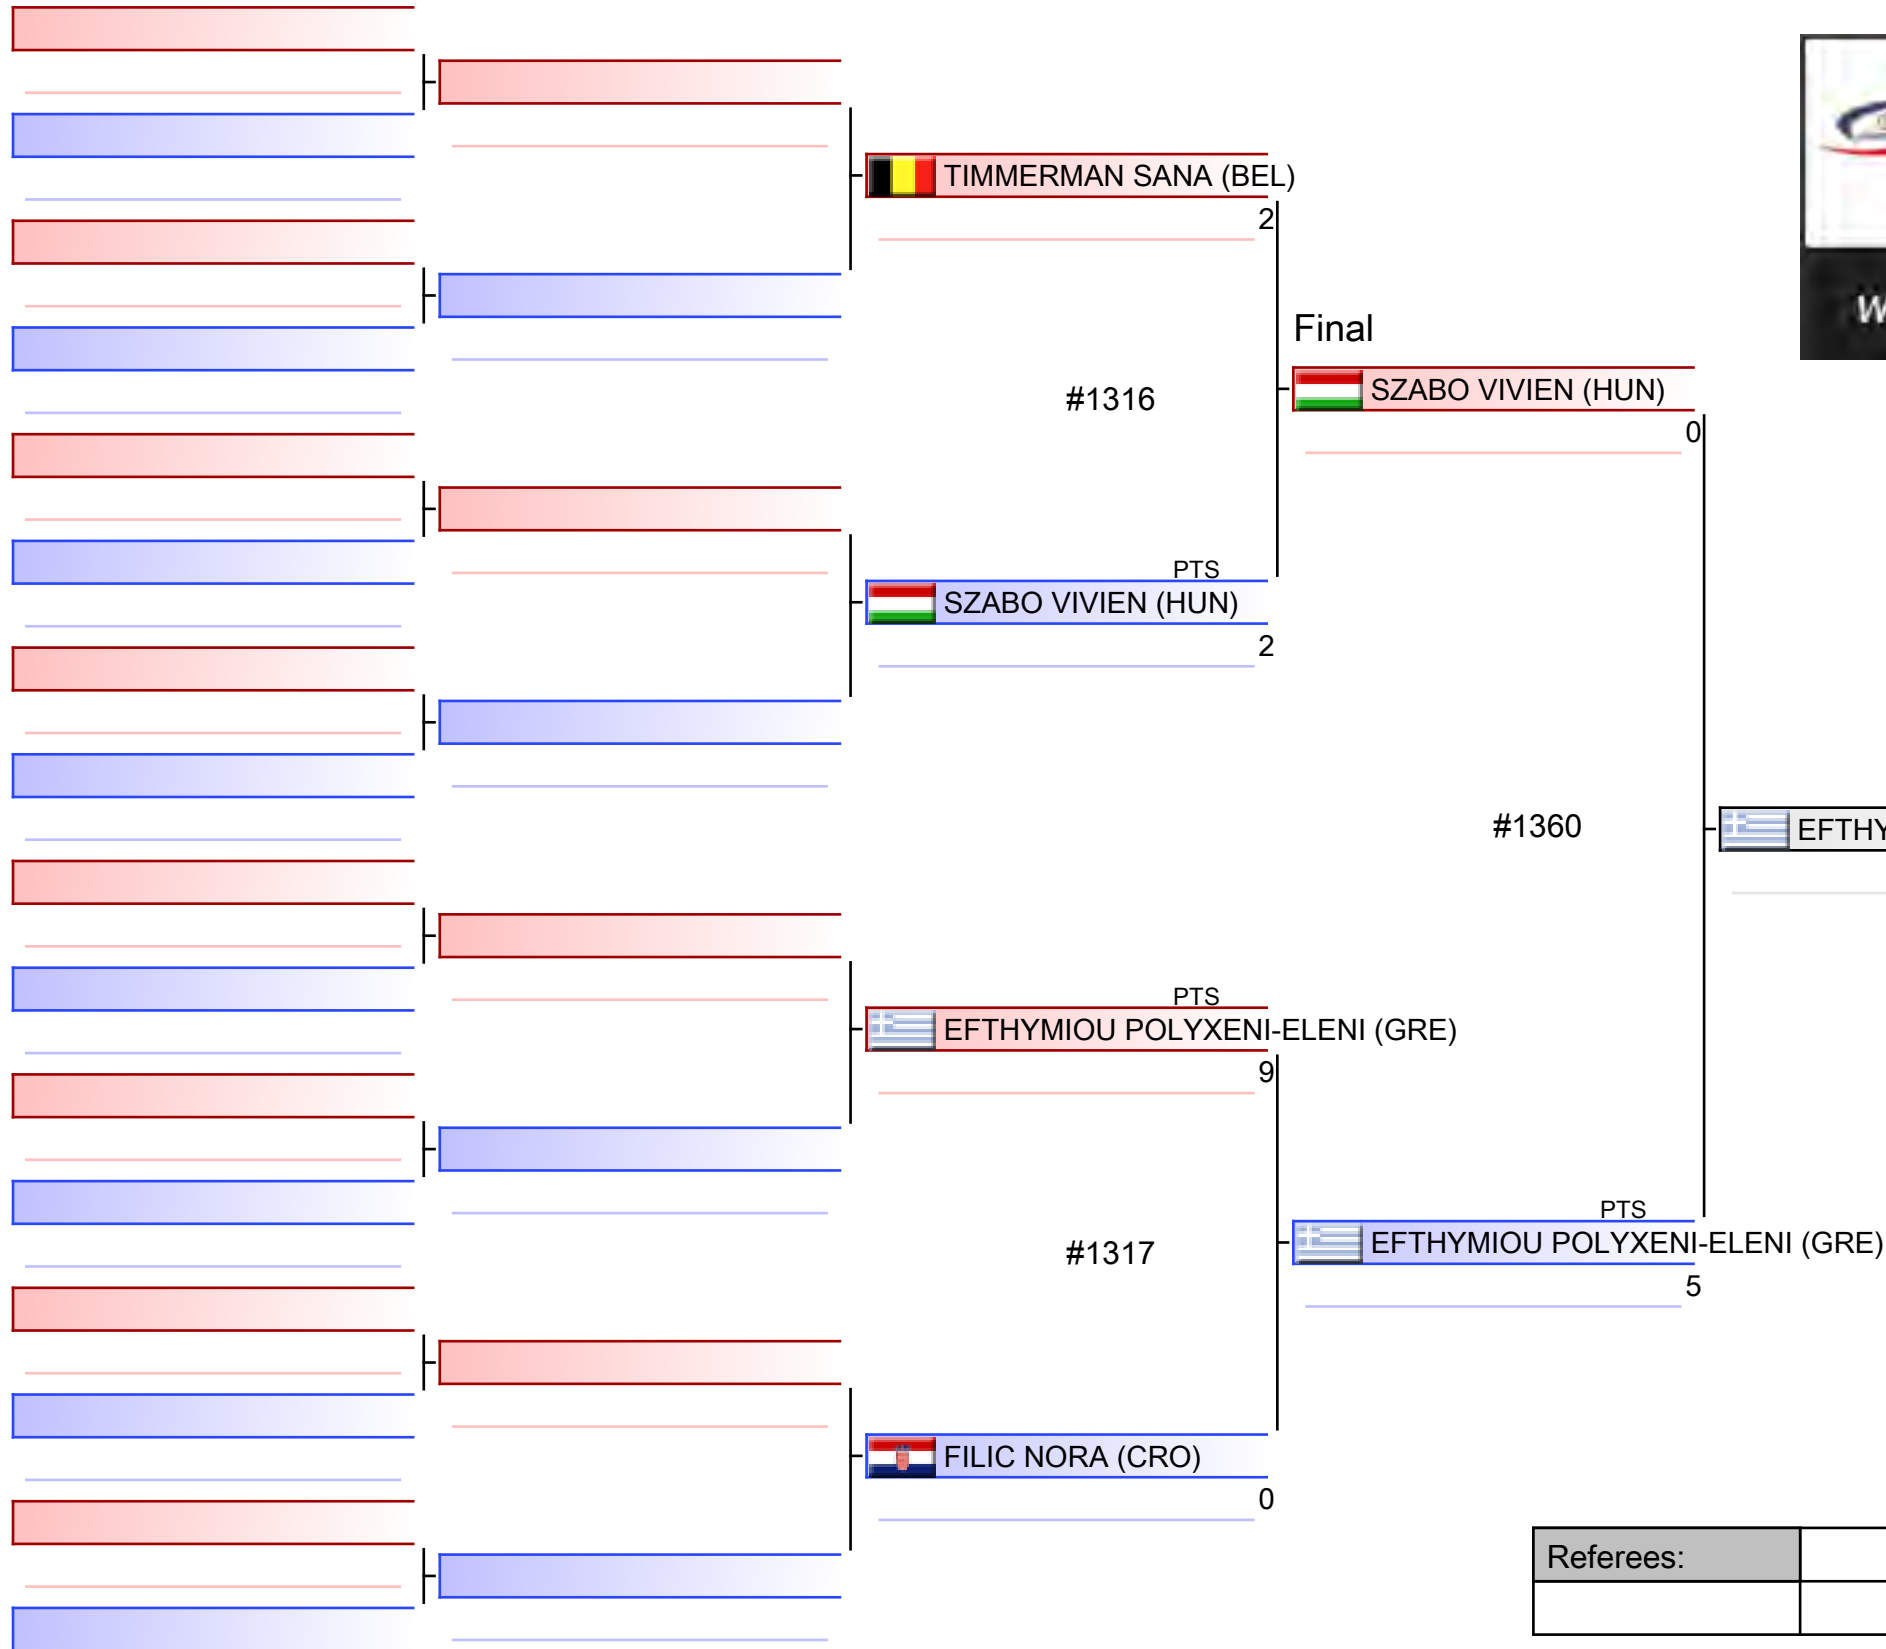 TIMMERMAN SANA (BEL)
2
Final
#1316
SZABO VIVIEN (HUN)
0
PTS
SZABO VIVIEN (HUN)
2
#1360
EFTHY
PTS
EFTHYMIOU POLYXENI-ELENI (GRE)
9
PTS
#1317
EFTHYMIOU POLYXENI-ELENI (GRE)
5
FILIC NORA (CRO)
0
Referees: